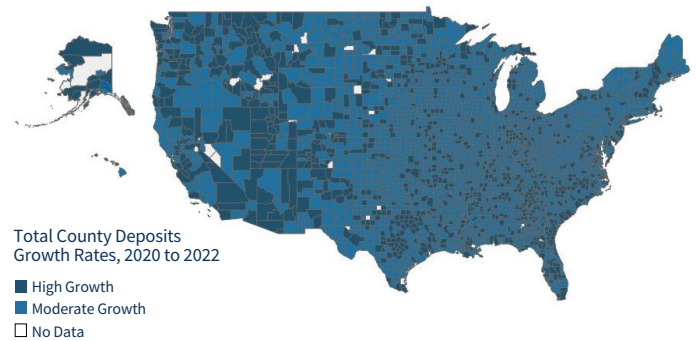 Total County Deposits
Growth Rates, 2020 to 2022
High Growth
Moderate Growth
No Data